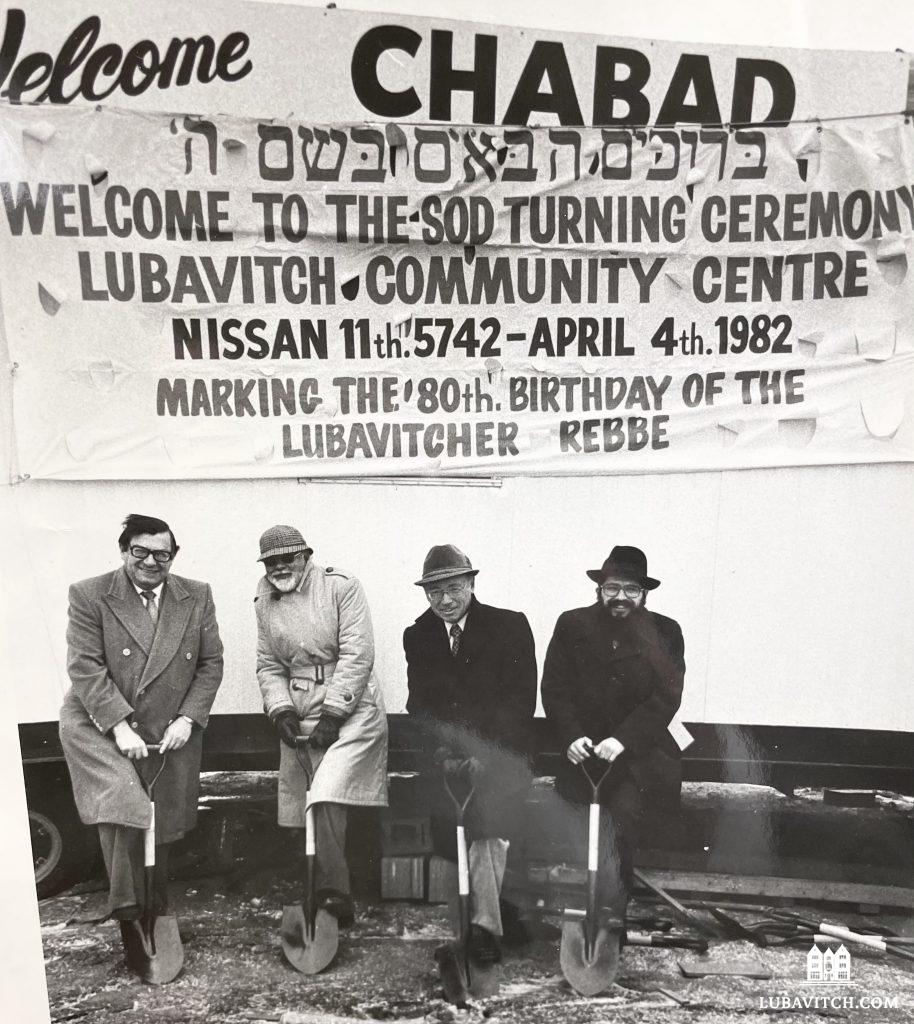 Welcome CHABAD
ברוכים הבאים בשם - ה'
WELCOME TO THE SOD TURNING CEREMONY
LUBAVITCH COMMUNITY CENTRE
NISSAN 11th. 5742 - APRIL 4th. 1982
MARKING THE 80th. BIRTHDAY OF THE
LUBAVITCHER REBBE
LUBAVITCH.COM